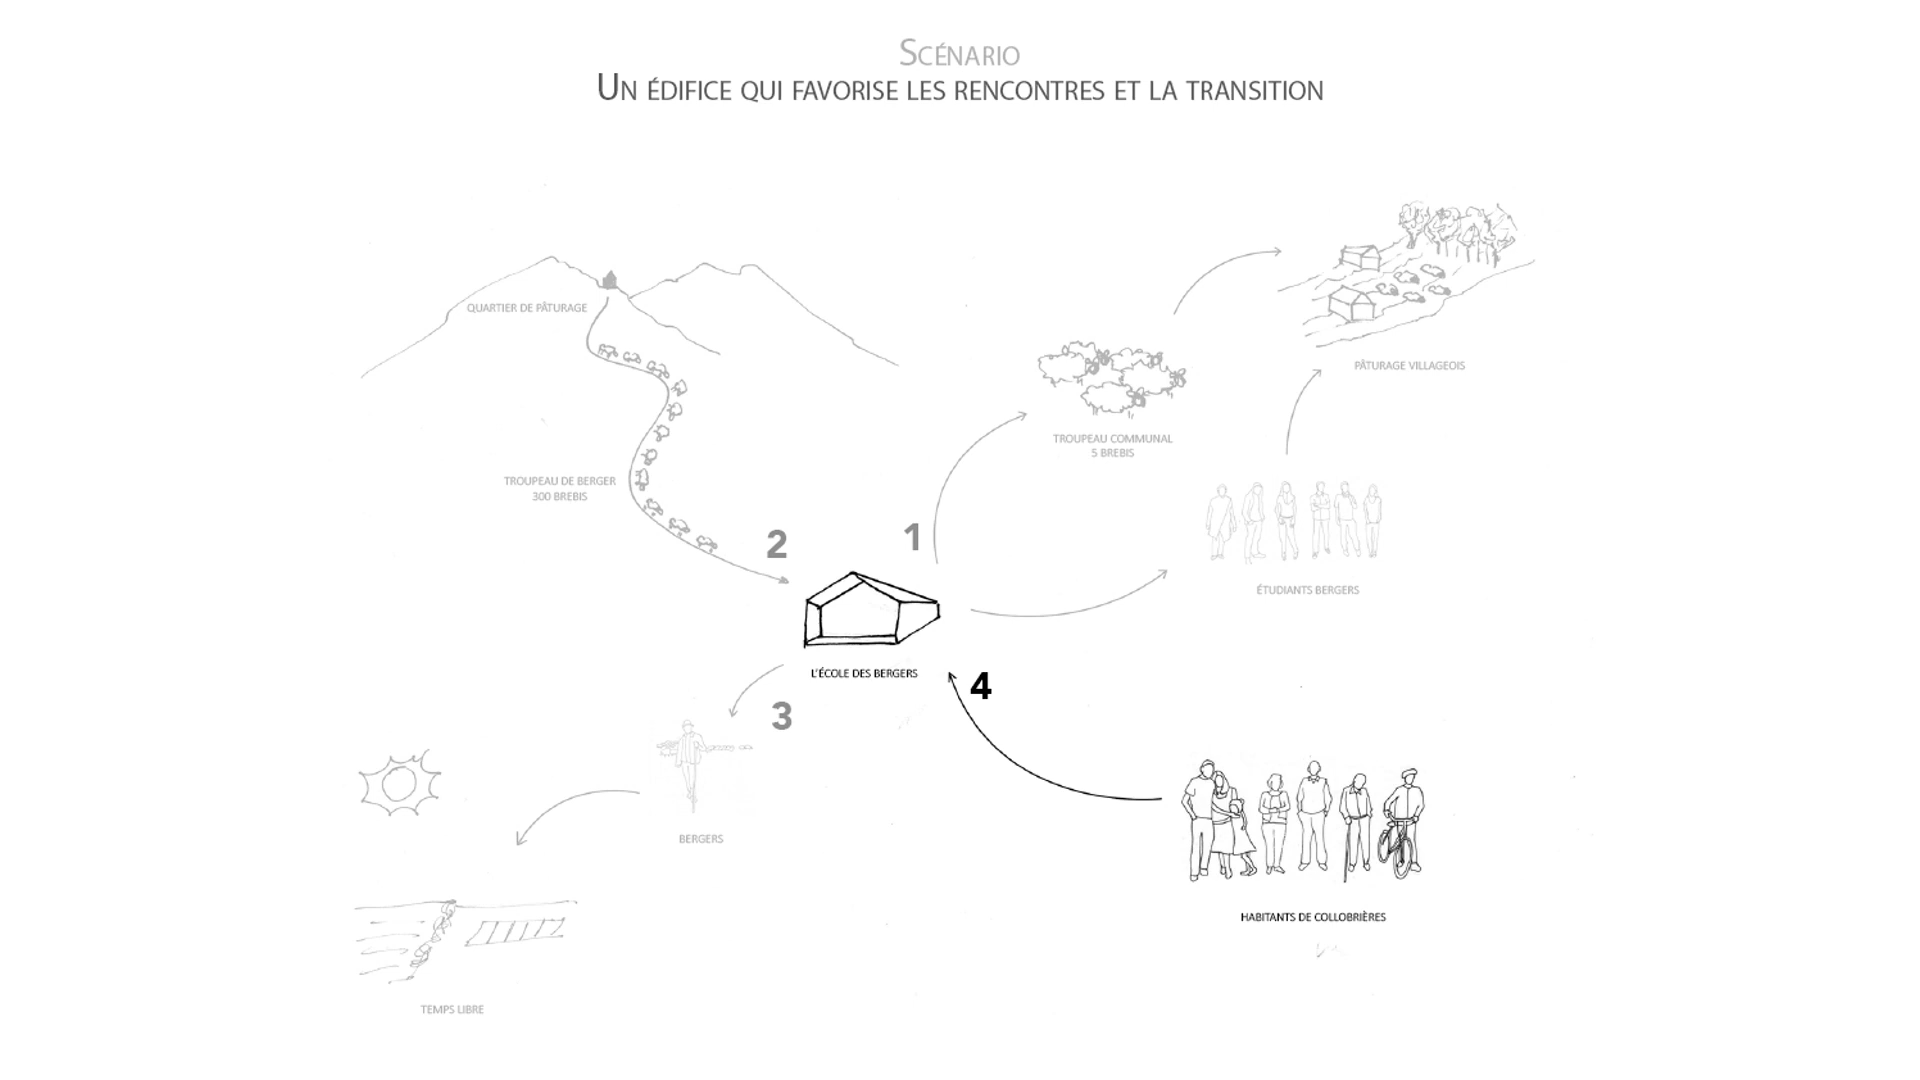 Scénario
Un édifice qui favorise les rencontres et la transition
QUARTIER DE PÂTURAGE
PÂTURAGE VILLAGEOIS
TROUPEAU COMMUNAL
5 BREBIS
TROUPEAU DE BERGER
300 BREBIS
2
1
ÉTUDIANTS BERGERS
L'ÉCOLE DES BERGERS
4
3
BERGERS
HABITANTS DE COLLOBRIÈRES
TEMPS LIBRE